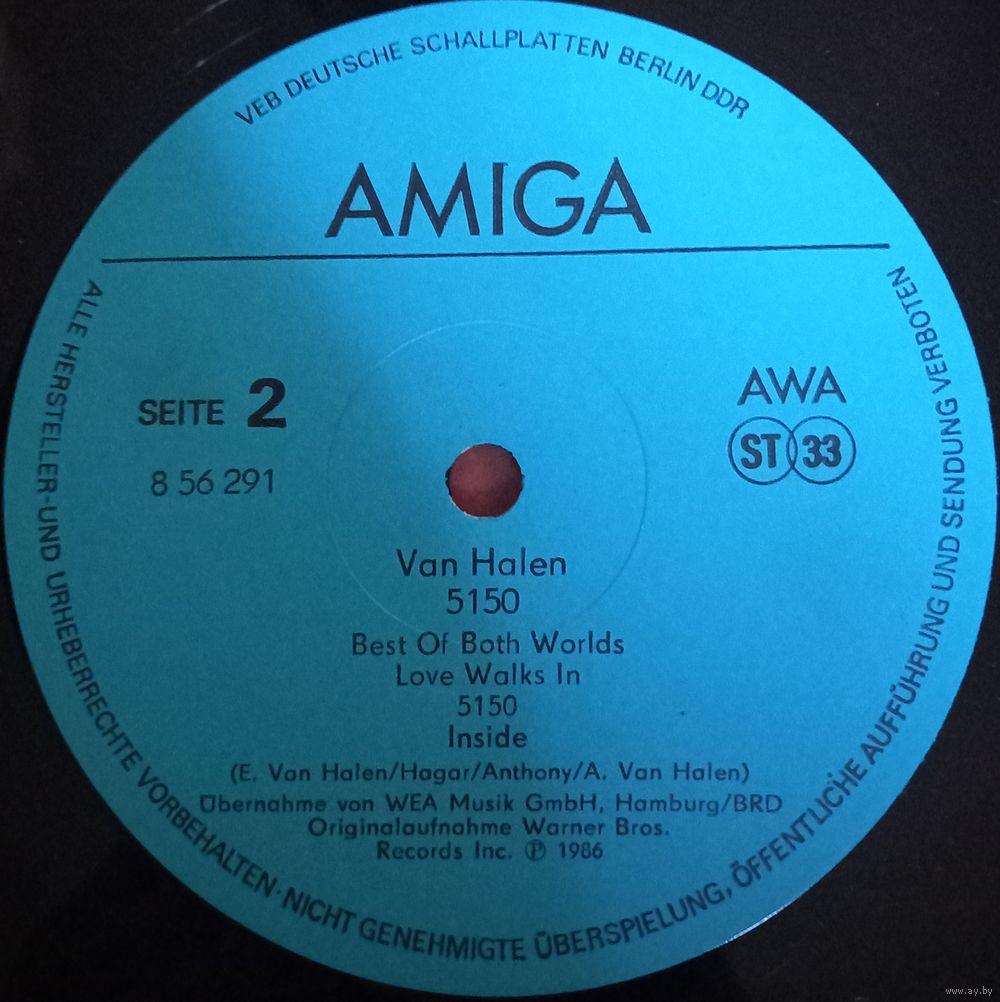 VEB DEUTSCHE SCHALLPLATTEN BERLIN DDR
AMIGA
SEITE 2
8 56 291
AWA
ST 33
Van Halen
5150
Best Of Both Worlds
Love Walks In
5150
Inside
(E. Van Halen/Hagar/Anthony/A. Van Halen)
Übernahme von WEA Musik GmbH, Hamburg/BRD
Originalaufnahme Warner Bros.
Records Inc. ℗ 1986
ALLE HERSTELLER-UND URHEBERRECHTE VORBEHALTEN· NICHT GENEHMIGTE ÜBERSPIELUNG, ÖFFENTLICHE AUFFÜHRUNG UND SENDUNG VERBOTEN
www.ay.by